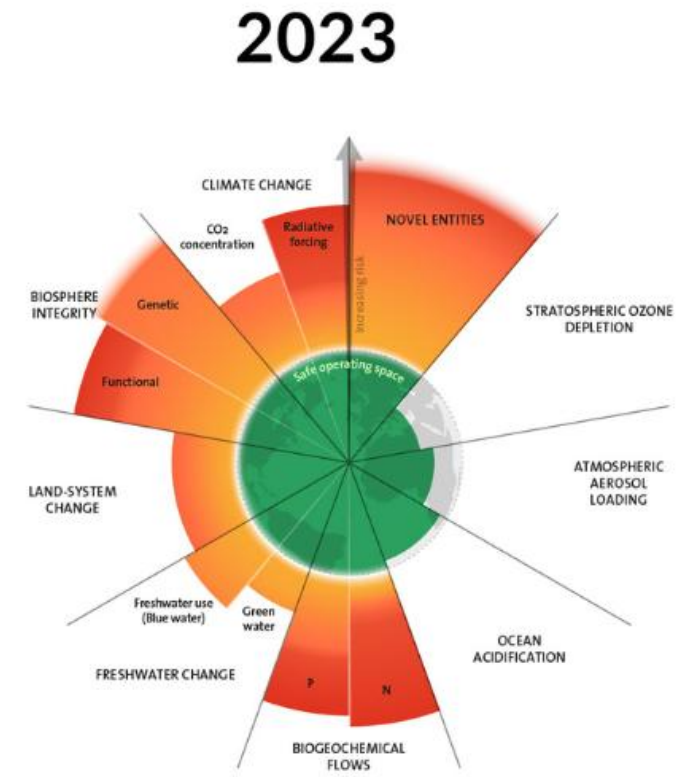 2023
CLIMATE CHANGE
CO2
concentration
Radiative
forcing
NOVEL ENTITIES
Increasing risk
BIOSPHERE
INTEGRITY
Genetic
STRATOSPHERIC OZONE
DEPLETION
Safe operating space
Functional
LAND-SYSTEM
CHANGE
ATMOSPHERIC
AEROSOL
LOADING
Freshwater use
(Blue water)
Green
water
OCEAN
ACIDIFICATION
FRESHWATER CHANGE
P
N
BIOGEOCHEMICAL
FLOWS